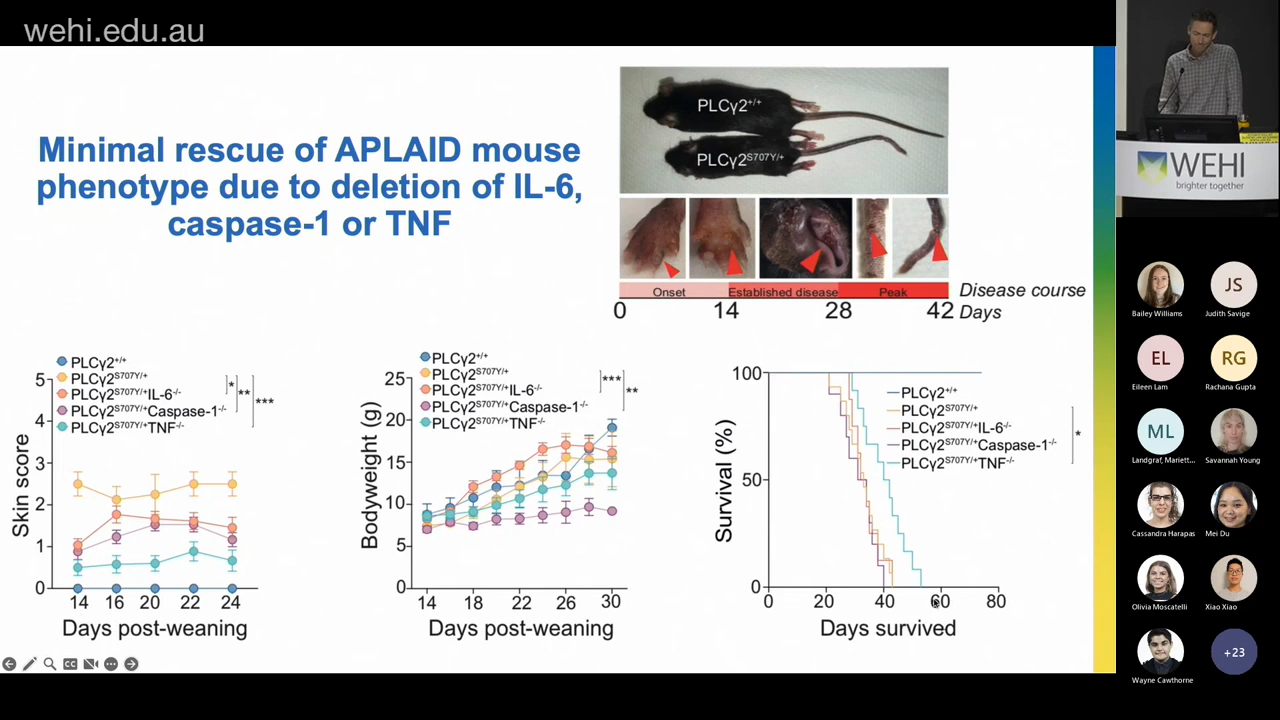 wehi.edu.au
Minimal rescue of APLAID mouse
phenotype due to deletion of IL-6,
caspase-1 or TNF
PLCγ2+/+
PLCγ2S707Y/+
Onset
Established disease
Peak
Disease course
0
14
28
42
Days
PLCγ2+/+
PLCγ2S707Y/+
*
PLCγ2S707Y/+IL-6-/-
**
PLCγ2S707Y/+Caspase-1-/-
***
PLCγ2S707Y/+TNF-/-
5
4
3
2
1
0
Skin score
14
16
20
22
24
Days post-weaning
PLCγ2+/+
PLCγ2S707Y/+
***
PLCγ2S707Y/+IL-6-/-
**
PLCγ2S707Y/+Caspase-1-/-
PLCγ2S707Y/+TNF-/-
25
20
15
10
5
0
Bodyweight (g)
14
18
22
26
30
Days post-weaning
100
50
0
Survival (%)
PLCγ2+/+
PLCγ2S707Y/+
PLCγ2S707Y/+IL-6-/-
*
PLCγ2S707Y/+Caspase-1-/-
PLCγ2S707Y/+TNF-/-
0
20
40
60
80
Days survived
CC
WEHI
brighter together
Bailey Williams
JS
Judith Savige
EL
Eileen Lam
RG
Rachana Gupta
ML
Landgraf, Mariett...
Savannah Young
Cassandra Harapas
Mei Du
Olivia Moscatelli
Xiao Xiao
Wayne Cawthorne
+23